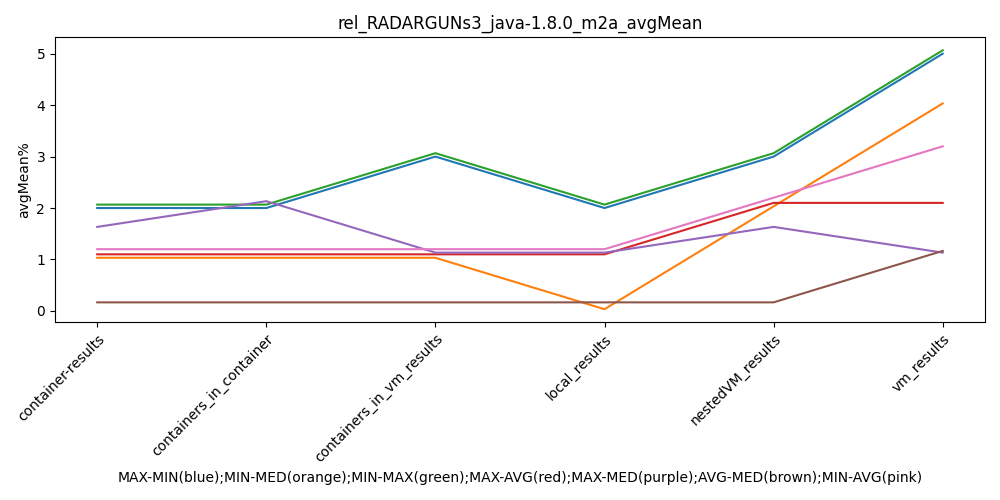 rel_RADARGUNs3_java-1.8.0_m2a_avgMean
avgMean%
5
4
3
2
1
0
container-results
containers_in_container
containers_in_vm_results
local_results
nestedVM_results
vm_results
MAX-MIN(blue);MIN-MED(orange);MIN-MAX(green);MAX-AVG(red);MAX-MED(purple);AVG-MED(brown);MIN-AVG(pink)